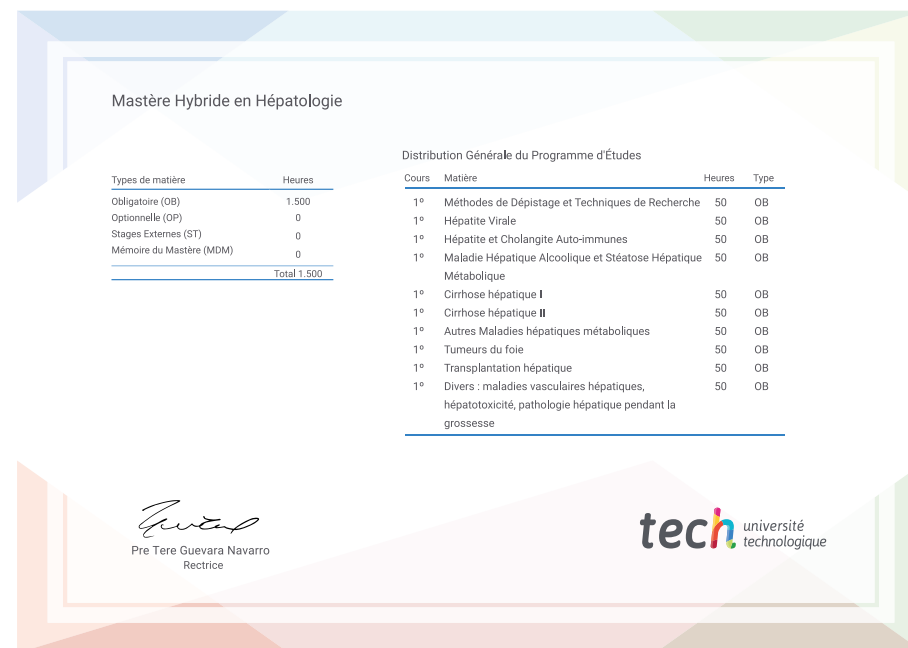 Mastère Hybride en Hépatologie
Types de matière Heures
Obligatoire (OB) 1.500
Optionnelle (OP) 0
Stages Externes (ST) 0
Mémoire du Mastère (MDM) 0
Total 1.500
Distribution Générale du Programme d'Études
Cours Matière Heures Type
1º Méthodes de Dépistage et Techniques de Recherche 50 OB
1º Hépatite Virale 50 OB
1º Hépatite et Cholangite Auto-immunes 50 OB
1º Maladie Hépatique Alcoolique et Stéatose Hépatique 50 OB
Métabolique
1º Cirrhose hépatique I 50 OB
1º Cirrhose hépatique II 50 OB
1º Autres Maladies hépatiques métaboliques 50 OB
1º Tumeurs du foie 50 OB
1º Transplantation hépatique 50 OB
1º Divers : maladies vasculaires hépatiques, 50 OB
hépatotoxicité, pathologie hépatique pendant la
grossesse
Pre Tere Guevara Navarro
Rectrice
tech université
technologique